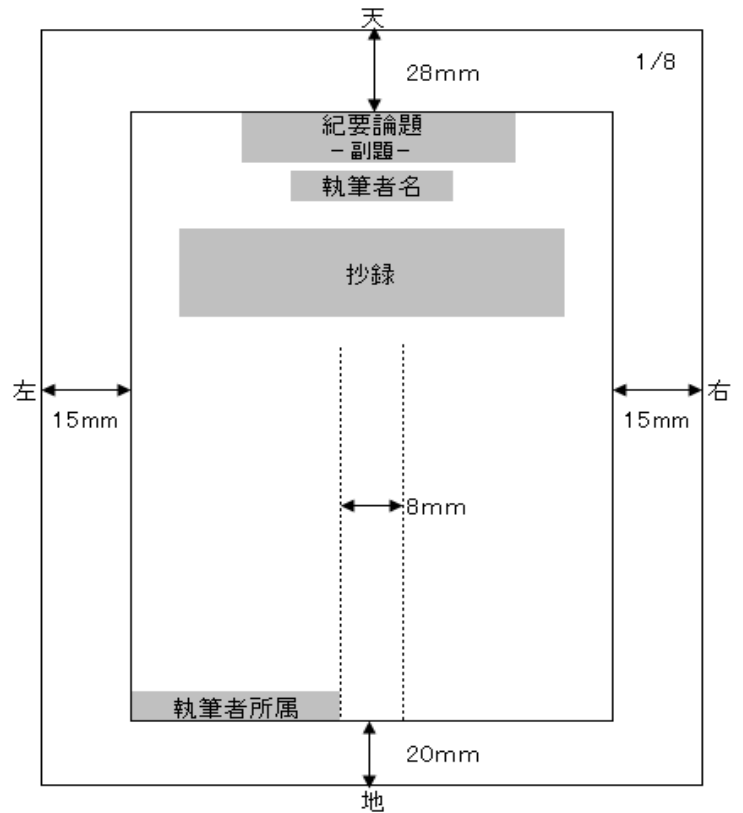 天
1/8
28mm
紀要論題
－副題－
執筆者名
抄録
左
右
15mm
15mm
8mm
執筆者所属
20mm
地